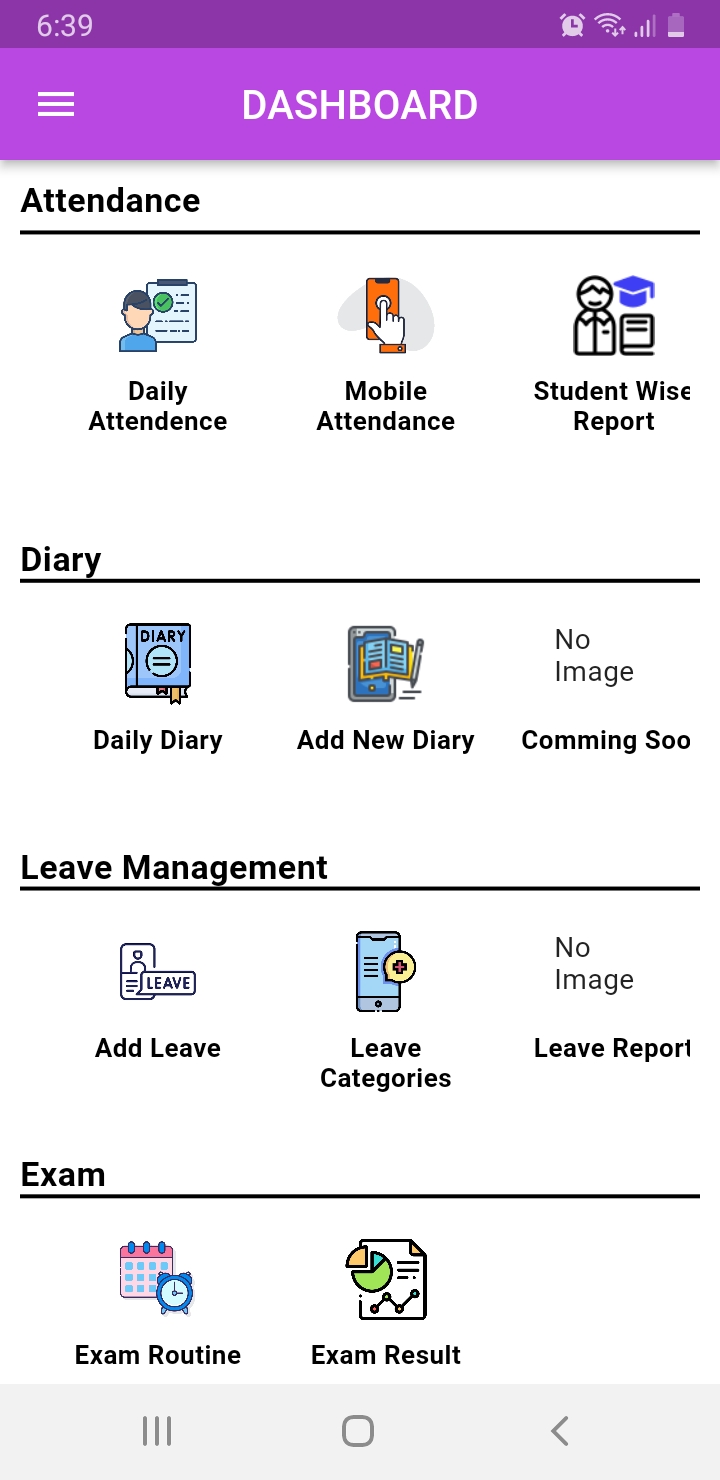 6:39
DASHBOARD
Attendance
Daily
Attendence
Mobile
Attendance
Student Wise
Report
Diary
DIARY
No
Image
Daily Diary
Add New Diary
Comming Soo
Leave Management
LEAVE
No
Image
Add Leave
Leave
Categories
Leave Report
Exam
Exam Routine
Exam Result